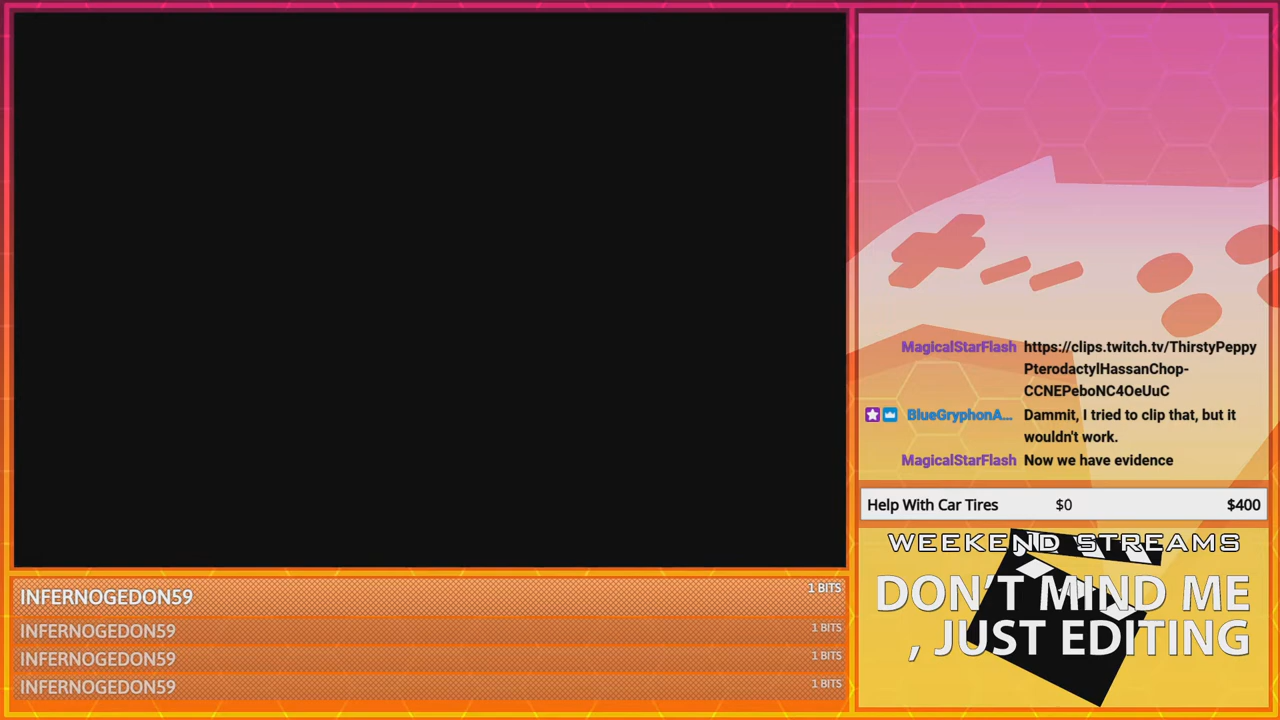 MagicalStarFlash https://clips.twitch.tv/ThirstyPeppy
PterodactylHassanChop-
CCNEPeboNC4OeUuC
BlueGryphonA... Dammit, I tried to clip that, but it
wouldn't work.
MagicalStarFlash Now we have evidence
Help With Car Tires $0 $400
WEEKEND STREAMS
DON'T MIND ME
, JUST EDITING
INFERNOGEDON59 1 BITS
INFERNOGEDON59 1 BITS
INFERNOGEDON59 1 BITS
INFERNOGEDON59 1 BITS